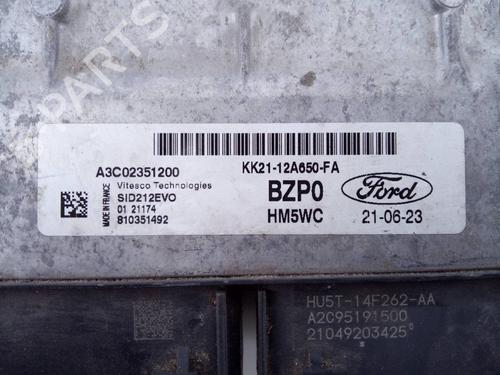 A3C02351200
KK21-12A650-FA
MADE IN FRANCE
Vitesco Technologies
SID212EVO
01 21174
810351492
BZP0
HM5WC
Ford
21-06-23
HU5T-14F262-AA
A2C95191500
21049203425